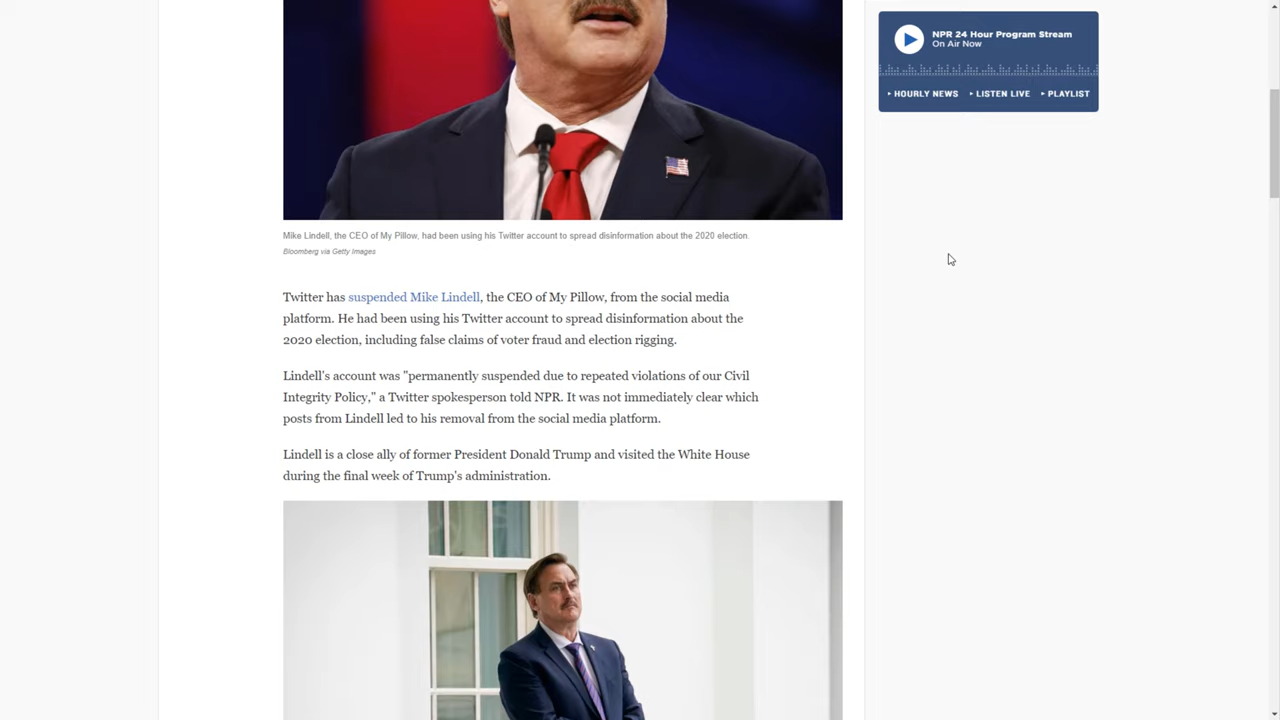 NPR 24 Hour Program Stream
On Air Now
HOURLY NEWS LISTEN LIVE PLAYLIST
Mike Lindell, the CEO of My Pillow, had been using his Twitter account to spread disinformation about the 2020 election.
Bloomberg via Getty Images
Twitter has suspended Mike Lindell, the CEO of My Pillow, from the social media
platform. He had been using his Twitter account to spread disinformation about the
2020 election, including false claims of voter fraud and election rigging.
Lindell's account was "permanently suspended due to repeated violations of our Civil
Integrity Policy," a Twitter spokesperson told NPR. It was not immediately clear which
posts from Lindell led to his removal from the social media platform.
Lindell is a close ally of former President Donald Trump and visited the White House
during the final week of Trump's administration.